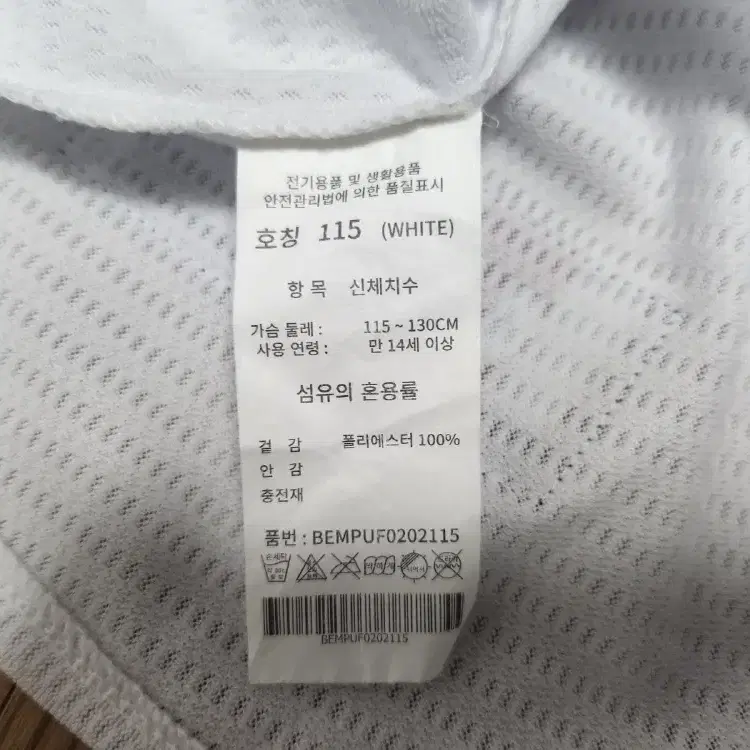 전기용품 및 생활용품
안전관리법에 의한 품질표시
호칭 115 (WHITE)
항 목 신체치수
가슴 둘레 : 115 ~ 130CM
사용 연령 : 만 14세 이상
섬유의 혼용률
겉 감 폴리에스터 100%
안 감
충전재
품번 : BEMPUF0202115
손세탁
BEMPUF0202115